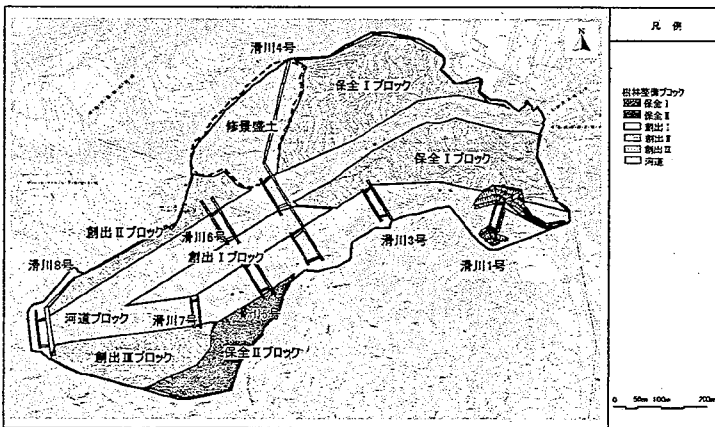 滑川4号
N
保全Ⅰブロック
修景盛土
保全Ⅰブロック
創出Ⅱブロック
滑川6号
創出Ⅰブロック
滑川3号
滑川1号
滑川8号
河道ブロック
滑川7号
創出Ⅲブロック
保全Ⅱブロック
凡例
樹林整備ブロック
保全Ⅰ
保全Ⅱ
創出Ⅰ
創出Ⅱ
創出Ⅲ
河道
0 50m 100m 200m